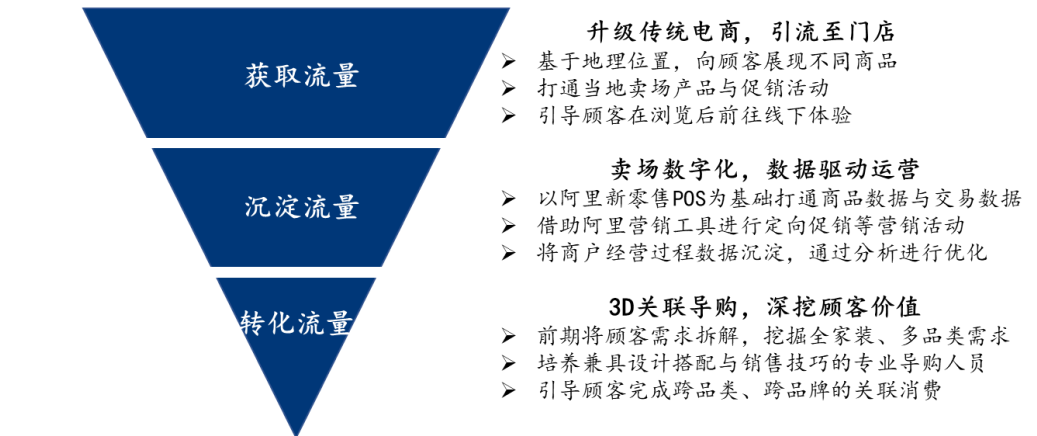 获取流量
升级传统电商，引流至门店
➢ 基于地理位置，向顾客展现不同商品
➢ 打通当地卖场产品与促销活动
➢ 引导顾客在浏览后前往线下体验
沉淀流量
卖场数字化，数据驱动运营
➢ 以阿里新零售POS为基础打通商品数据与交易数据
➢ 借助阿里营销工具进行定向促销等营销活动
➢ 将商户经营过程数据沉淀，通过分析进行优化
转化流量
3D关联导购，深挖顾客价值
➢ 前期将顾客需求拆解，挖掘全家装、多品类需求
➢ 培养兼具设计搭配与销售技巧的专业导购人员
➢ 引导顾客完成跨品类、跨品牌的关联消费